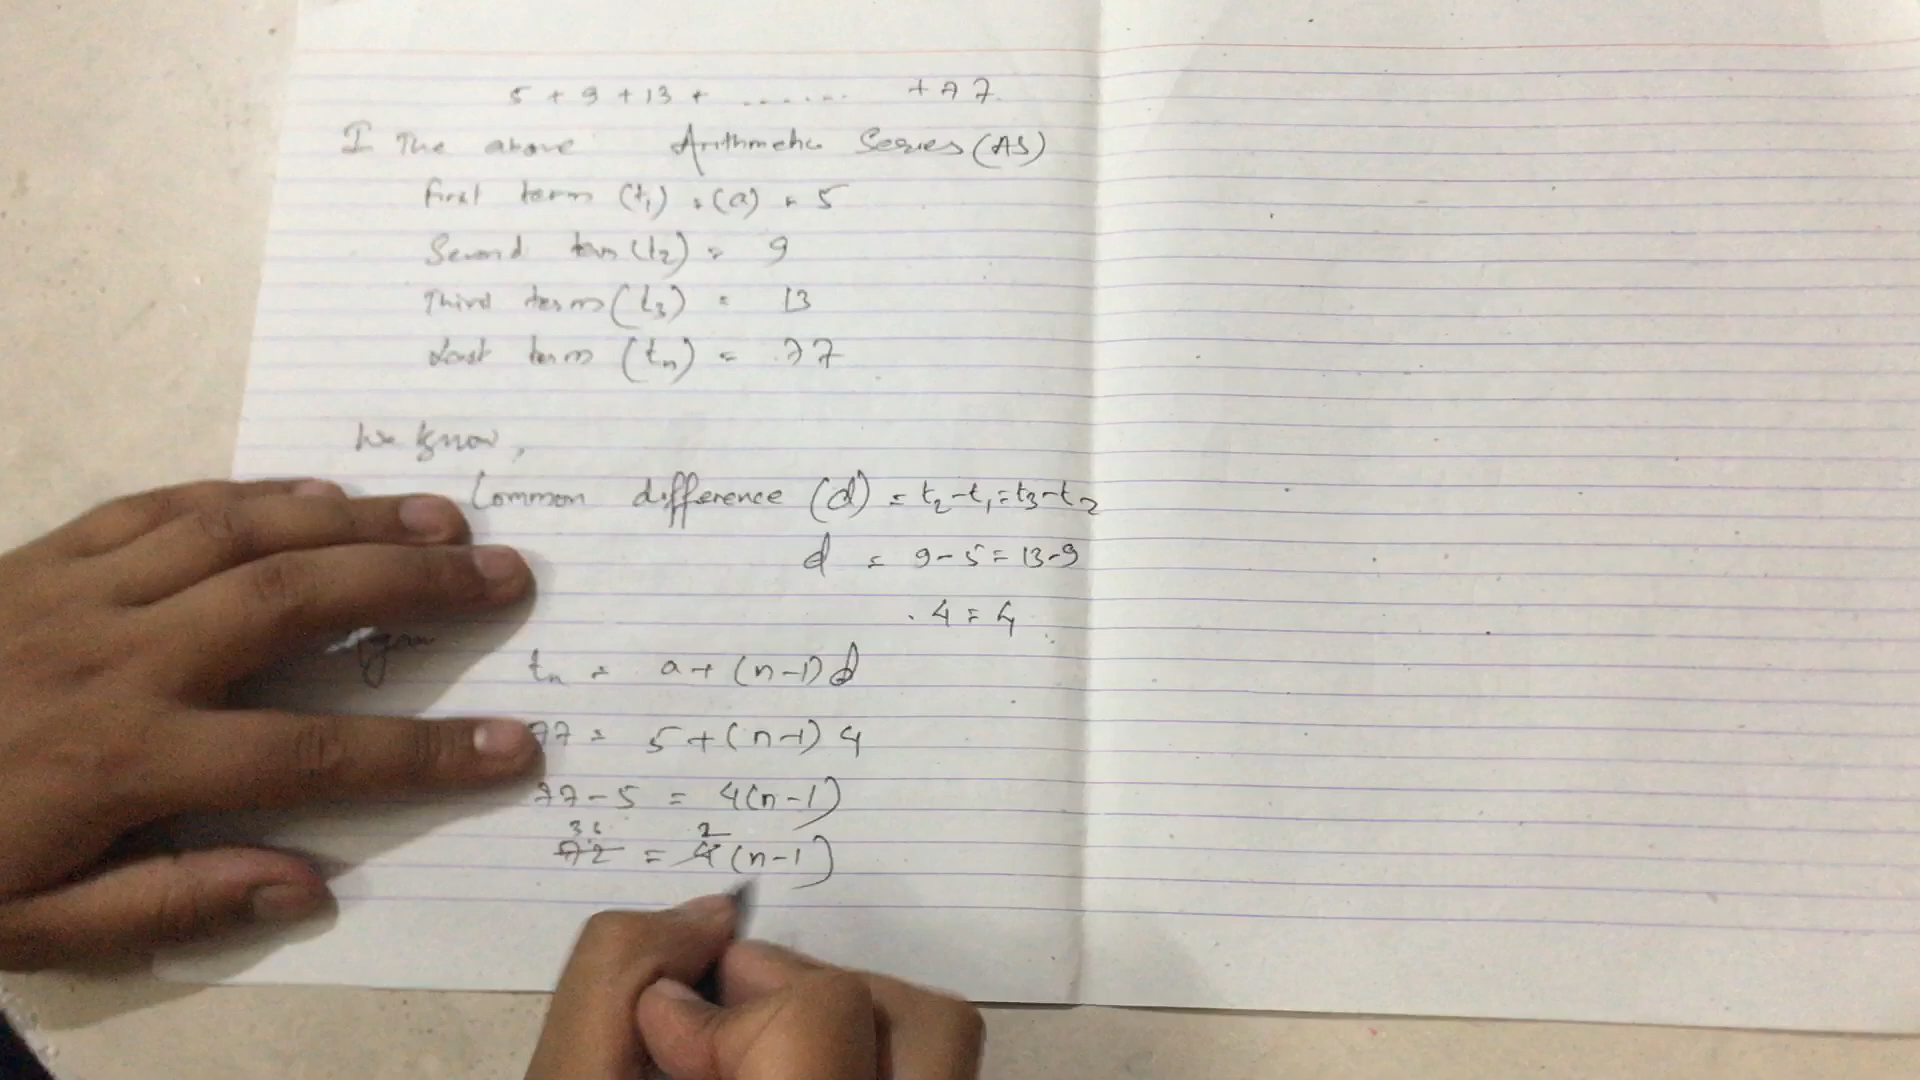 5 + 9 + 13 + ....... + 77
I The above Arithmetic Series (AS)
First term (t₁) = (a) = 5
Second term (t₂) = 9
Third term (t₃) = 13
Last term (tₙ) = 77
We know,
Common difference (d) = t₂-t₁=t₃-t₂
d = 9-5 = 13-9
4 = 4
tₙ = a + (n-1)d
77 = 5+(n-1) 4
77-5 = 4(n-1)
36 2
72 = 4(n-1)